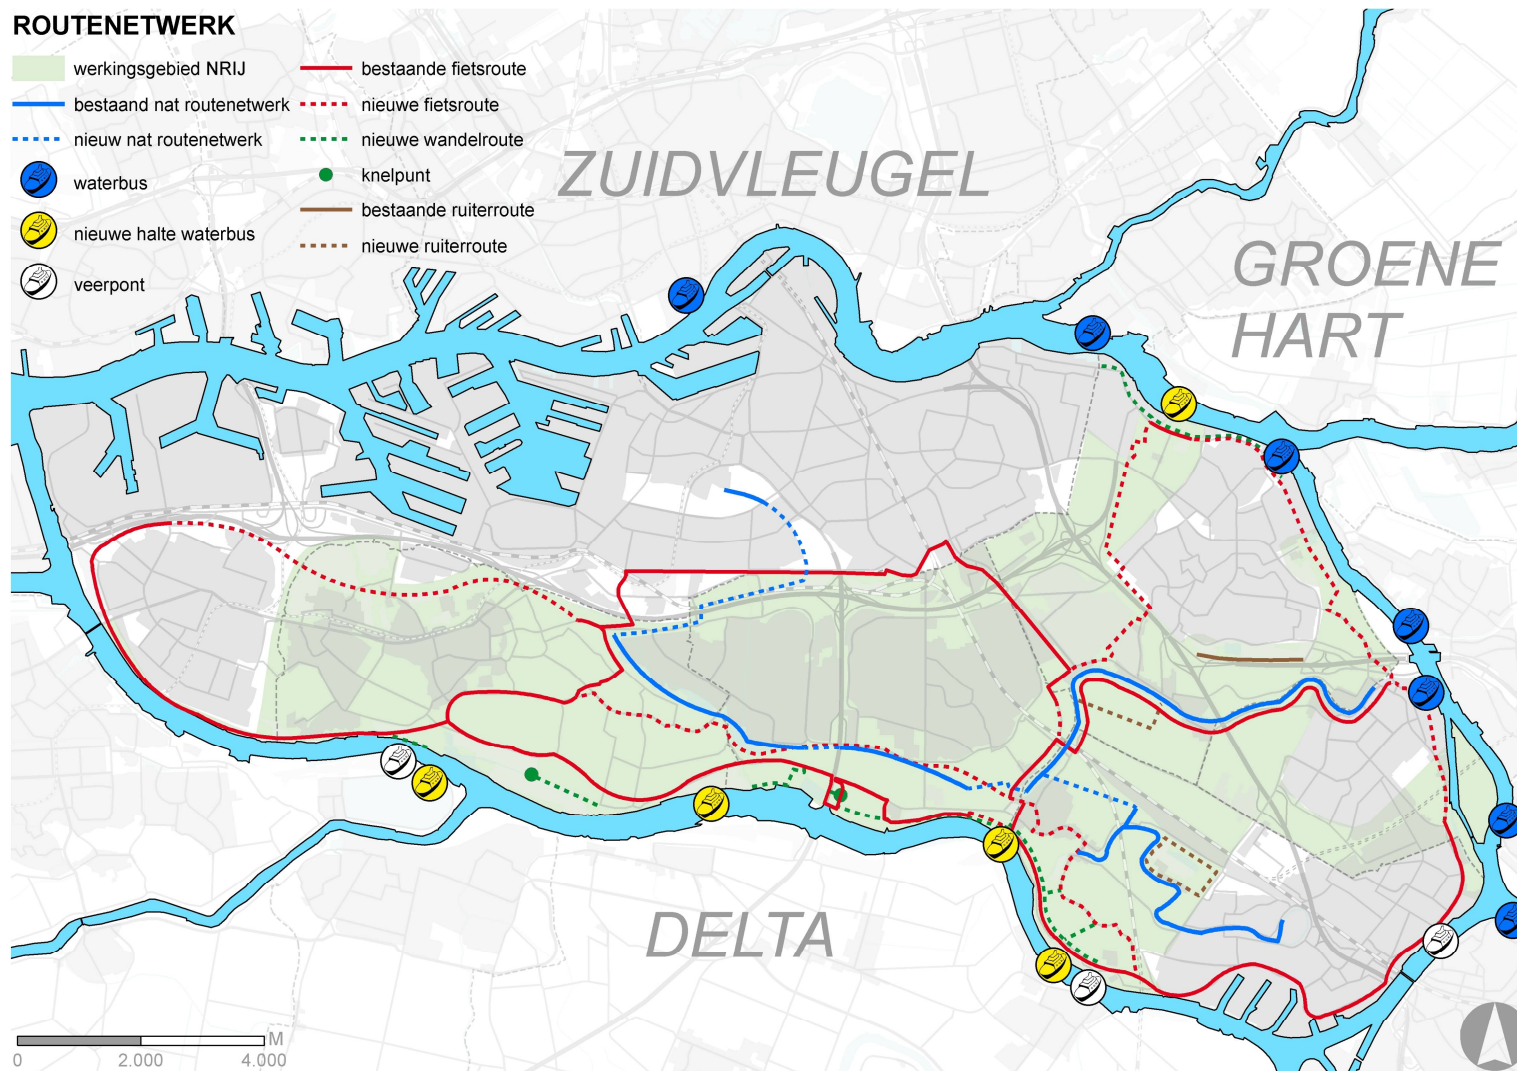 ROUTENETWERK
werkingsgebied NRIJ
bestaand nat routenetwerk
nieuw nat routenetwerk
waterbus
nieuwe halte waterbus
veerpont
bestaande fietsroute
nieuwe fietsroute
nieuwe wandelroute
knelpunt
bestaande ruiterroute
nieuwe ruiterroute
ZUIDVLEUGEL
GROENE
HART
DELTA
M
0 2.000 4.000